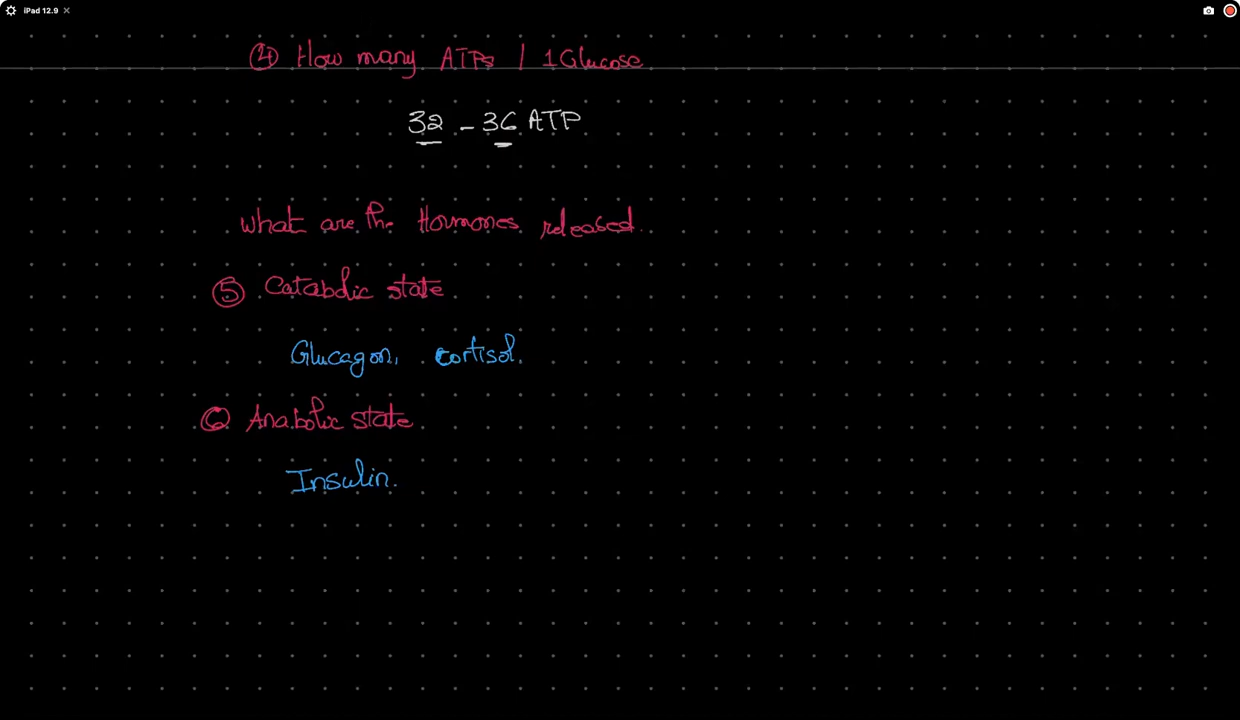 iPad 12.9
④ How many ATPs / 1 Glucose
32 - 36 ATP
What are the Hormones released
⑤ Catabolic state
Glucagon, cortisol.
⑥ Anabolic state
Insulin.